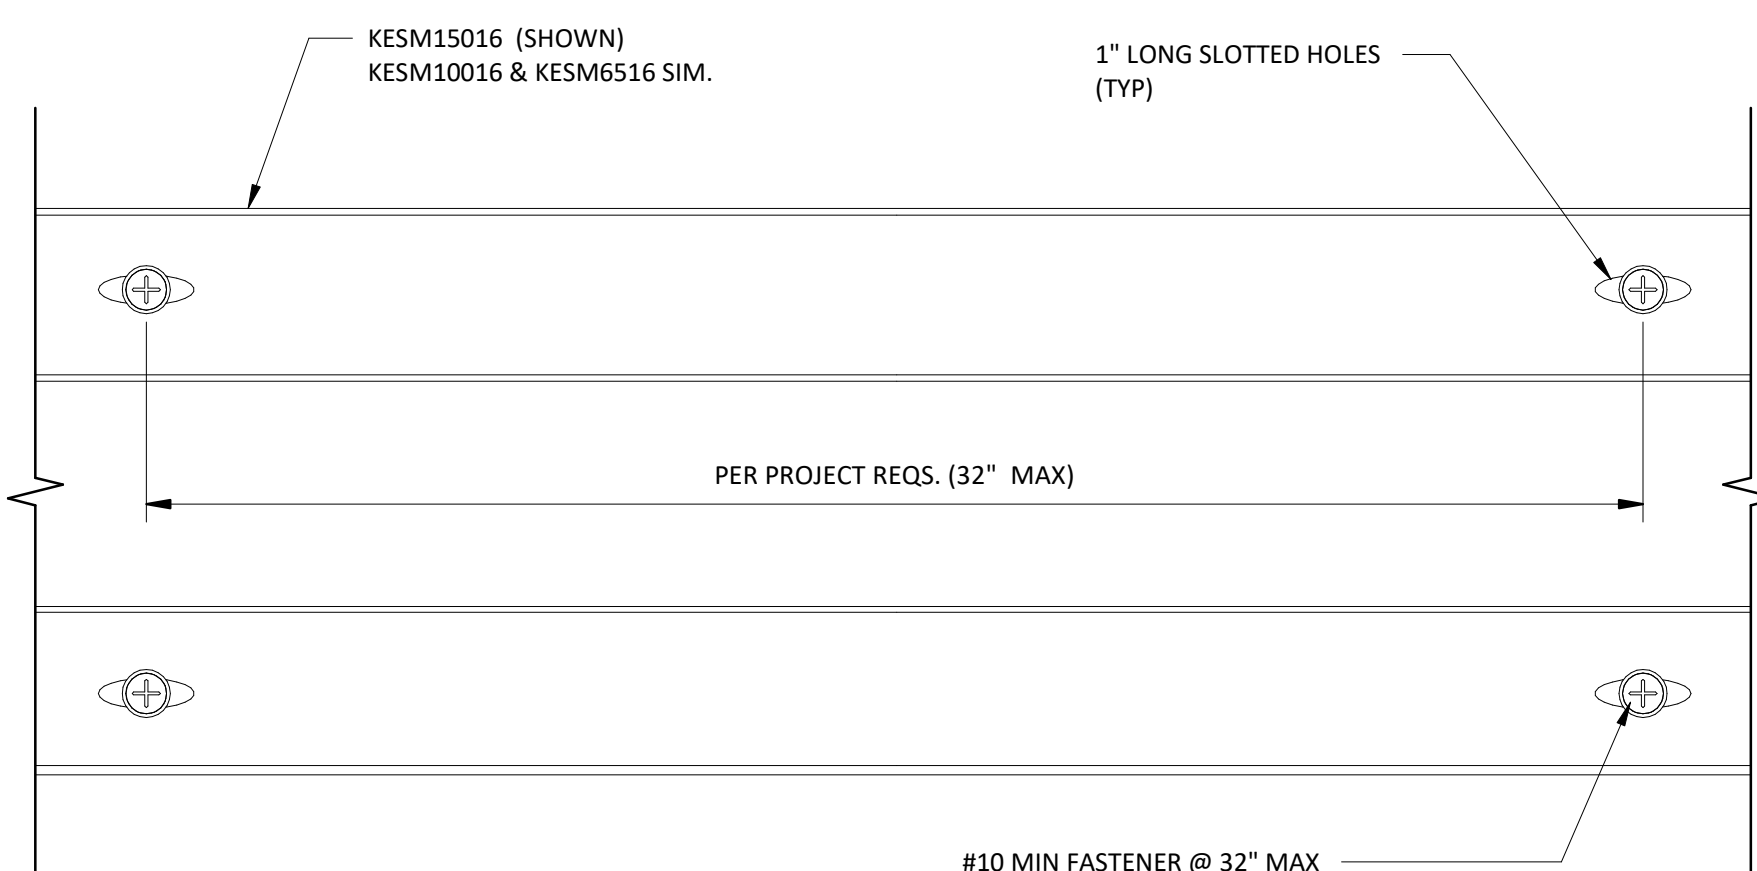 KESM15016 (SHOWN)
KESM10016 & KESM6516 SIM.
1" LONG SLOTTED HOLES
(TYP)
PER PROJECT REQS. (32" MAX)
#10 MIN FASTENER @ 32" MAX